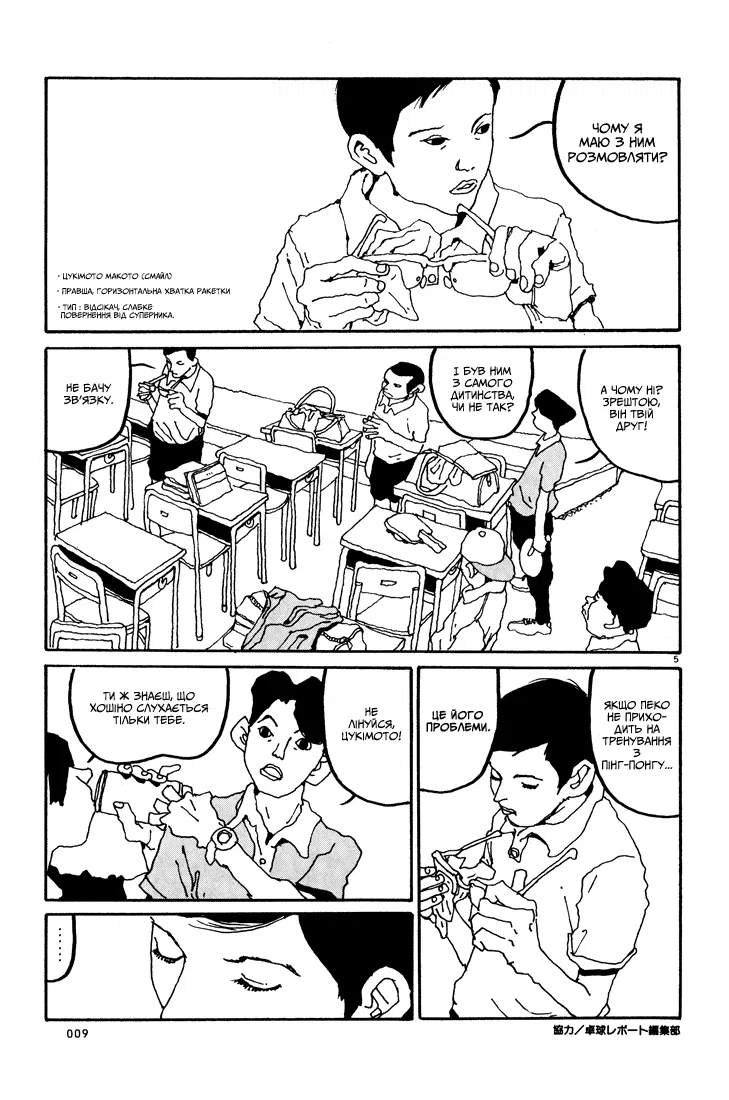 ЧОМУ Я
МАЮ З НИМ
РОЗМОВЛЯТИ?
· ЦУКІМОТО МАКОТО (СМАЙЛ)
· ПРАВША, ГОРИЗОНТАЛЬНА ХВАТКА РАКЕТКИ
· ТИП : ВІДСІКАЧ, СЛАБКЕ
ПОВЕРНЕННЯ ВІД СУПЕРНИКА.
А ЧОМУ НІ?
ЗРЕШТОЮ,
ВІН ТВІЙ
ДРУГ!
І БУВ НИМ
З САМОГО
ДИТИНСТВА,
ЧИ НЕ ТАК?
НЕ БАЧУ
ЗВ'ЯЗКУ.
5
ЯКЩО ПЕКО
НЕ ПРИХО-
ДИТЬ НА
ТРЕНУВАННЯ
З
ПІНГ-ПОНГУ...
ЦЕ ЙОГО
ПРОБЛЕМИ.
НЕ
ЛІНУЙСЯ,
ЦУКІМОТО!
ТИ Ж ЗНАЄШ, ЩО
ХОШІНО СЛУХАЄТЬСЯ
ТІЛЬКИ ТЕБЕ.
......
009
協力／卓球レポート編集部